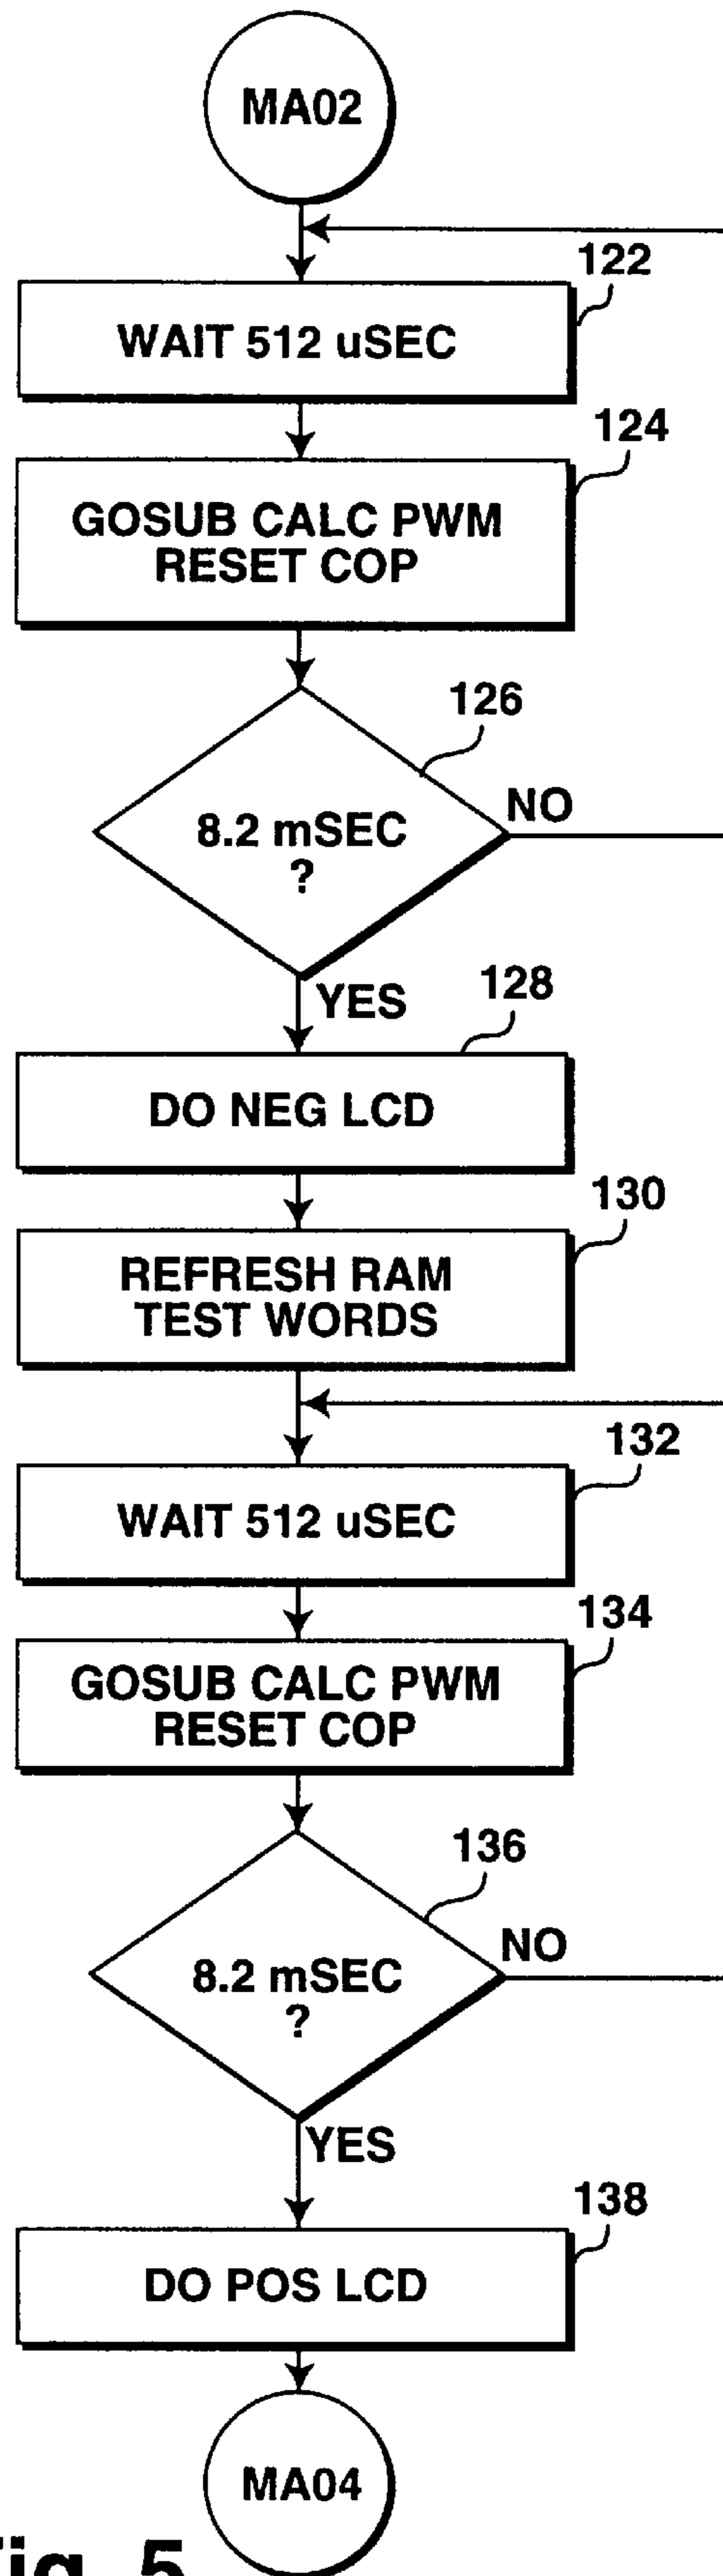 MA02
122
WAIT 512 uSEC
124
GOSUB CALC PWM
RESET COP
126
8.2 mSEC
?
NO
YES
128
DO NEG LCD
130
REFRESH RAM
TEST WORDS
132
WAIT 512 uSEC
134
GOSUB CALC PWM
RESET COP
136
8.2 mSEC
?
NO
YES
138
DO POS LCD
MA04
Fig. 5